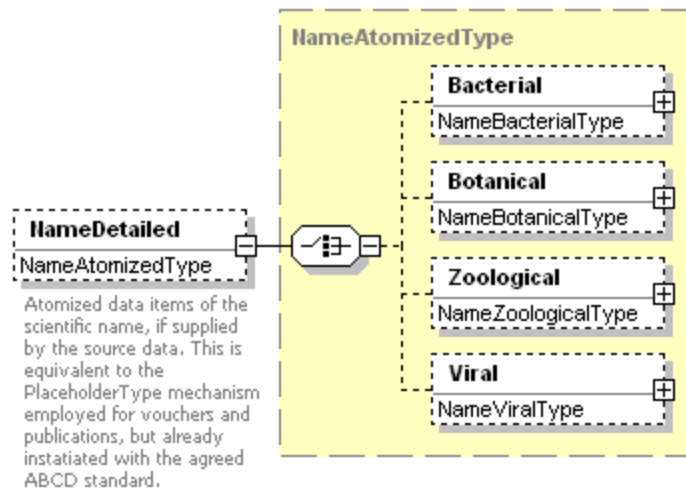 NameAtomizedType
Bacterial
NameBacterialType
Botanical
NameBotanicalType
NameDetailed
NameAtomizedType
Zoological
NameZoologicalType
Viral
NameViralType
Atomized data items of the
scientific name, if supplied
by the source data. This is
equivalent to the
PlaceholderType mechanism
employed for vouchers and
publications, but already
instatiated with the agreed
ABCD standard.